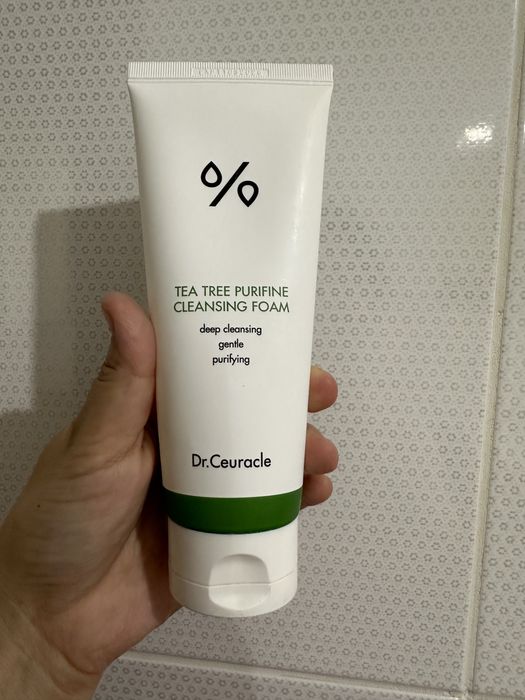 %
TEA TREE PURIFINE
CLEANSING FOAM
deep cleansing
gentle
purifying
Dr.Ceuracle